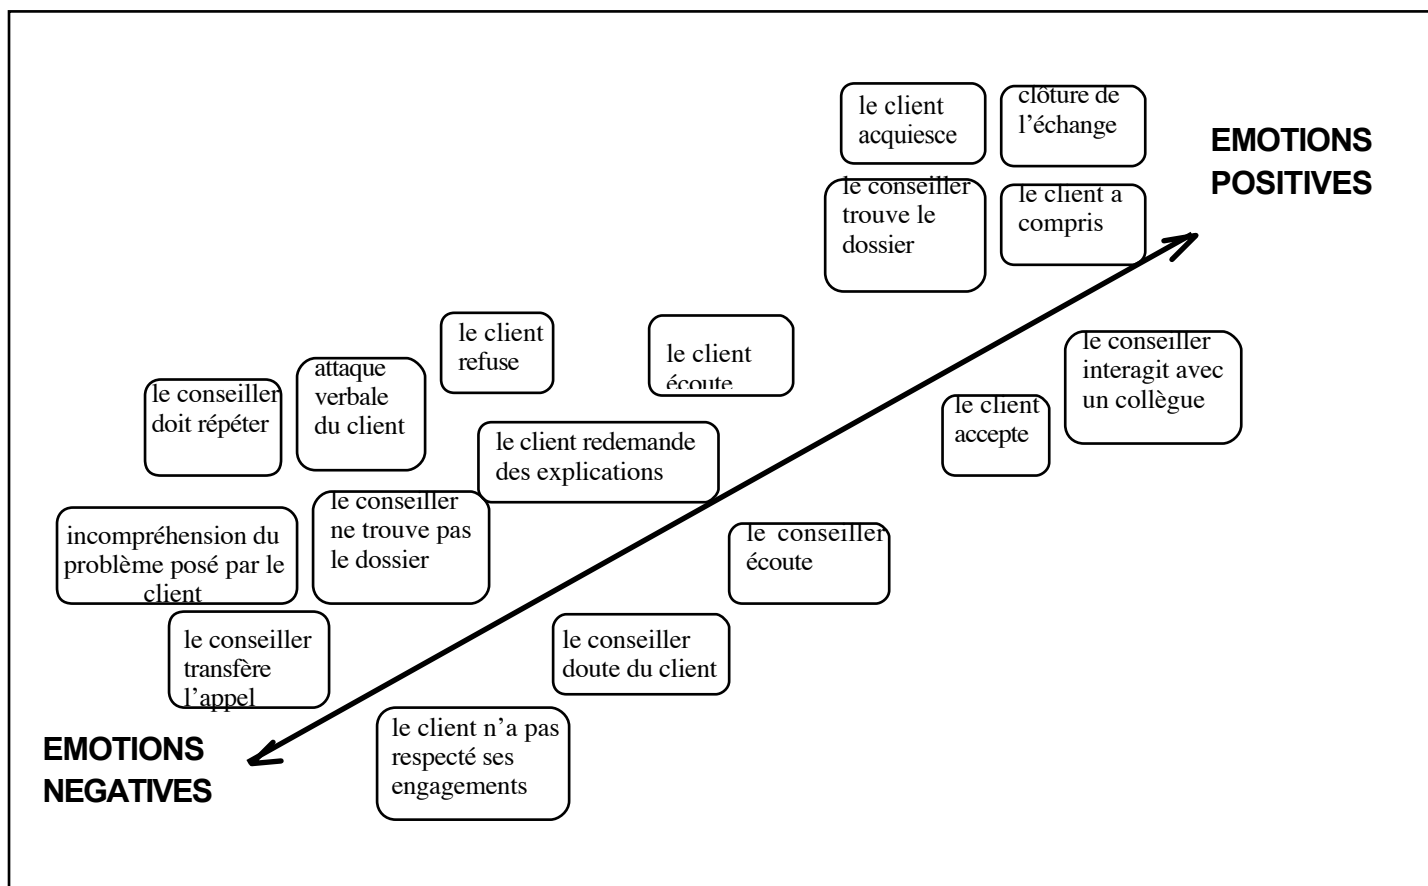 le client
acquiesce
clôture de
l’échange
EMOTIONS
POSITIVES
le conseiller
trouve le
dossier
le client a
compris
le client
refuse
le client
écoute
le conseiller
interagit avec
un collègue
attaque
verbale
du client
le conseiller
doit répéter
le client
accepte
le client redemande
des explications
le conseiller
ne trouve pas
le dossier
incompréhension du
problème posé par le
client
le conseiller
écoute
le conseiller
transfère
l’appel
le conseiller
doute du client
le client n’a pas
respecté ses
engagements
EMOTIONS
NEGATIVES